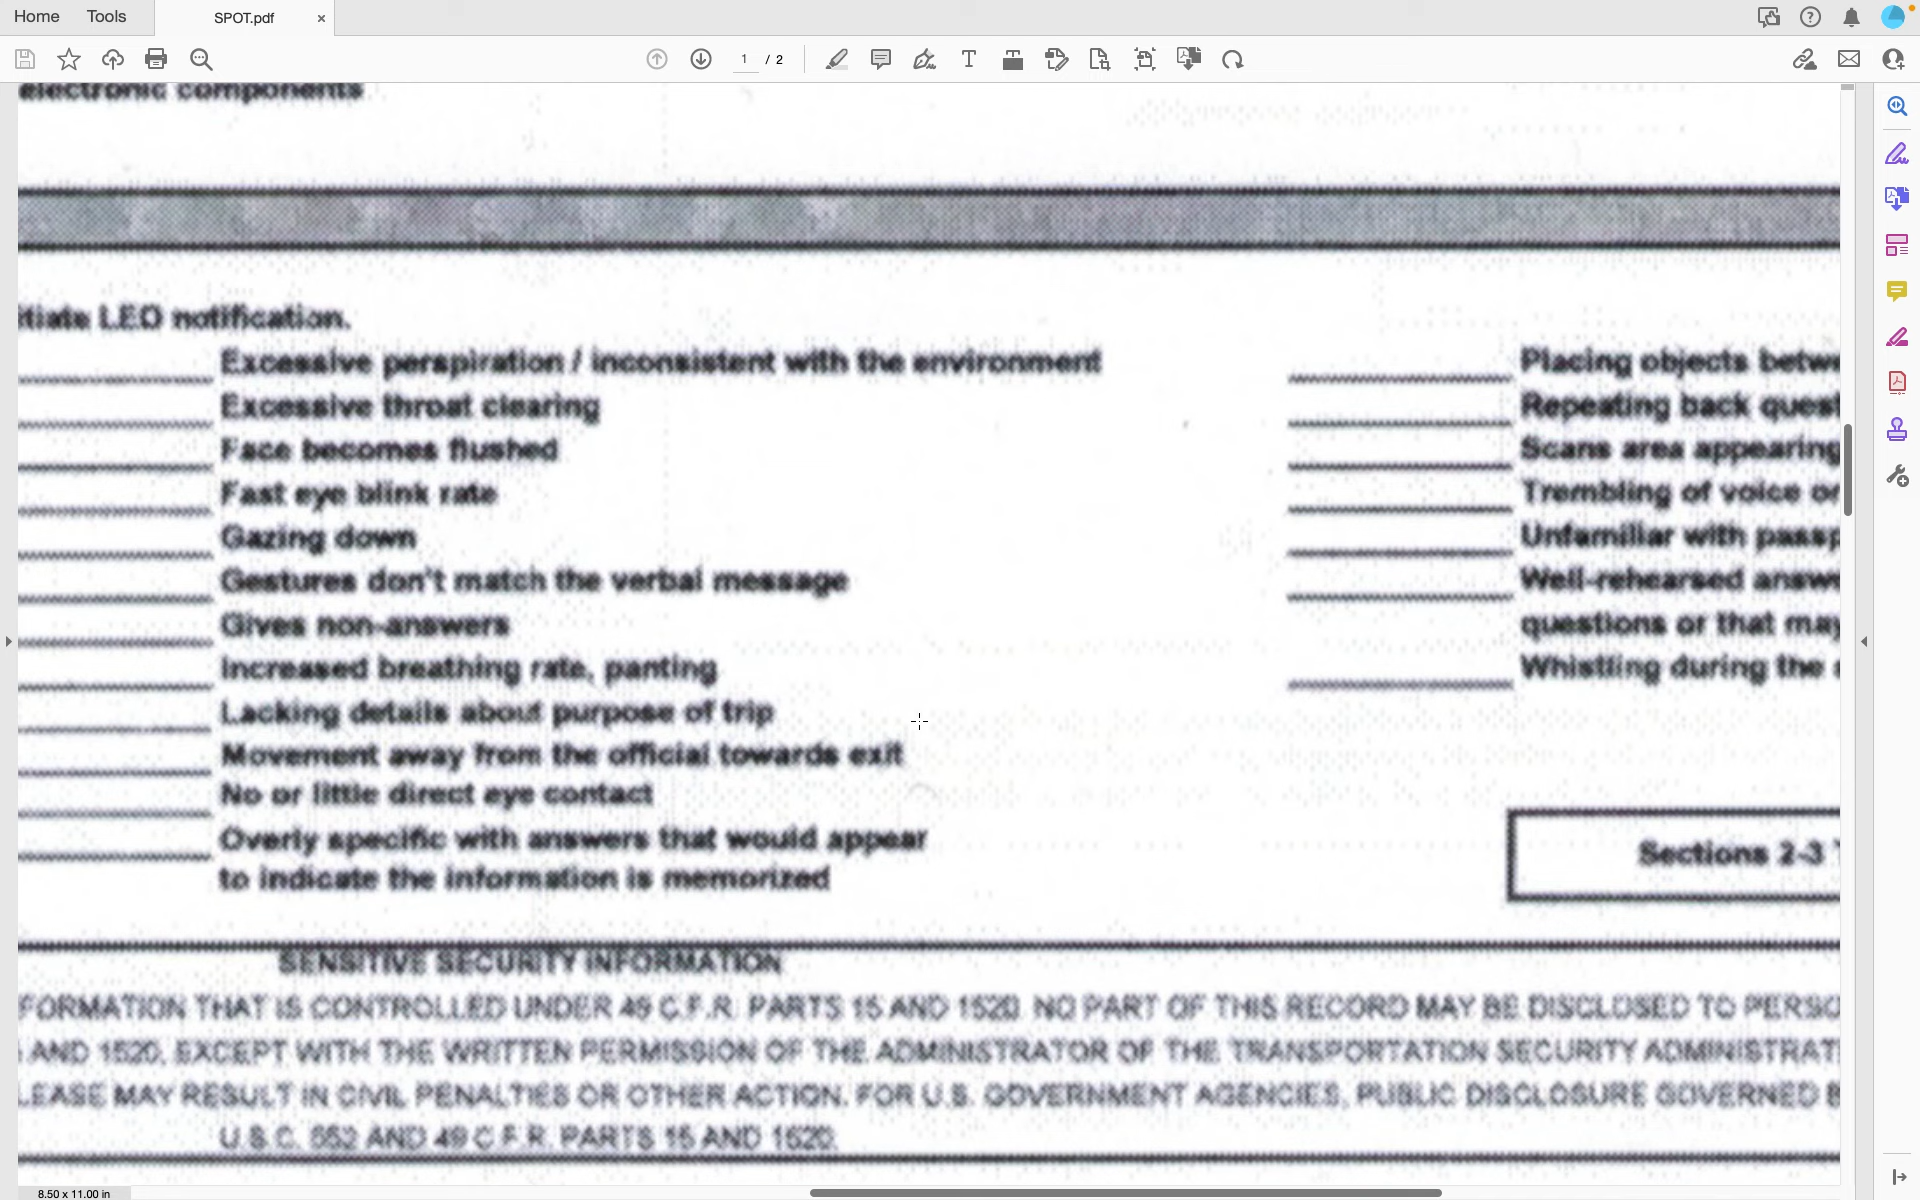 Home Tools SPOT.pdf ×
1 / 2
electronic components
tiate LEO notification.
Excessive perspiration / inconsistent with the environment
Excessive throat clearing
Face becomes flushed
Fast eye blink rate
Gazing down
Gestures don't match the verbal message
Gives non-answers
Increased breathing rate, panting
Lacking details about purpose of trip
Movement away from the official towards exit
No or little direct eye contact
Overly specific with answers that would appear
to indicate the information is memorized
Placing objects betwe
Repeating back quest
Scans area appearing
Trembling of voice or
Unfamiliar with passp
Well-rehearsed answe
questions or that may
Whistling during the
Sections 2-3
SENSITIVE SECURITY INFORMATION
FORMATION THAT IS CONTROLLED UNDER 49 C.F.R. PARTS 15 AND 1520. NO PART OF THIS RECORD MAY BE DISCLOSED TO PERSO
AND 1520, EXCEPT WITH THE WRITTEN PERMISSION OF THE ADMINISTRATOR OF THE TRANSPORTATION SECURITY ADMINISTRAT
LEASE MAY RESULT IN CIVIL PENALTIES OR OTHER ACTION. FOR U.S. GOVERNMENT AGENCIES, PUBLIC DISCLOSURE GOVERNED B
U.S.C. 552 AND 49 C.F.R. PARTS 15 AND 1520.
8.50 x 11.00 in